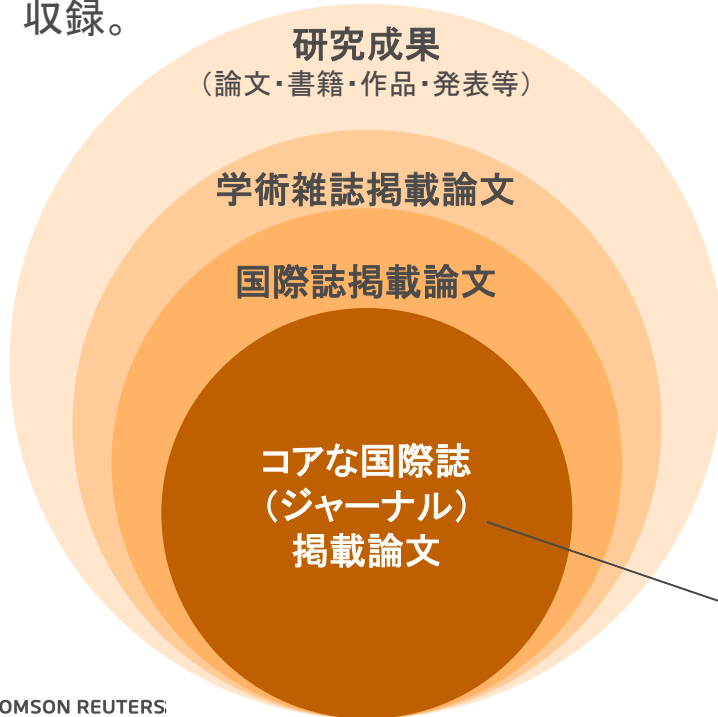 収録。
研究成果
（論文・書籍・作品・発表等）
学術雑誌掲載論文
国際誌掲載論文
コアな国際誌
（ジャーナル）
掲載論文
OMSON REUTERS